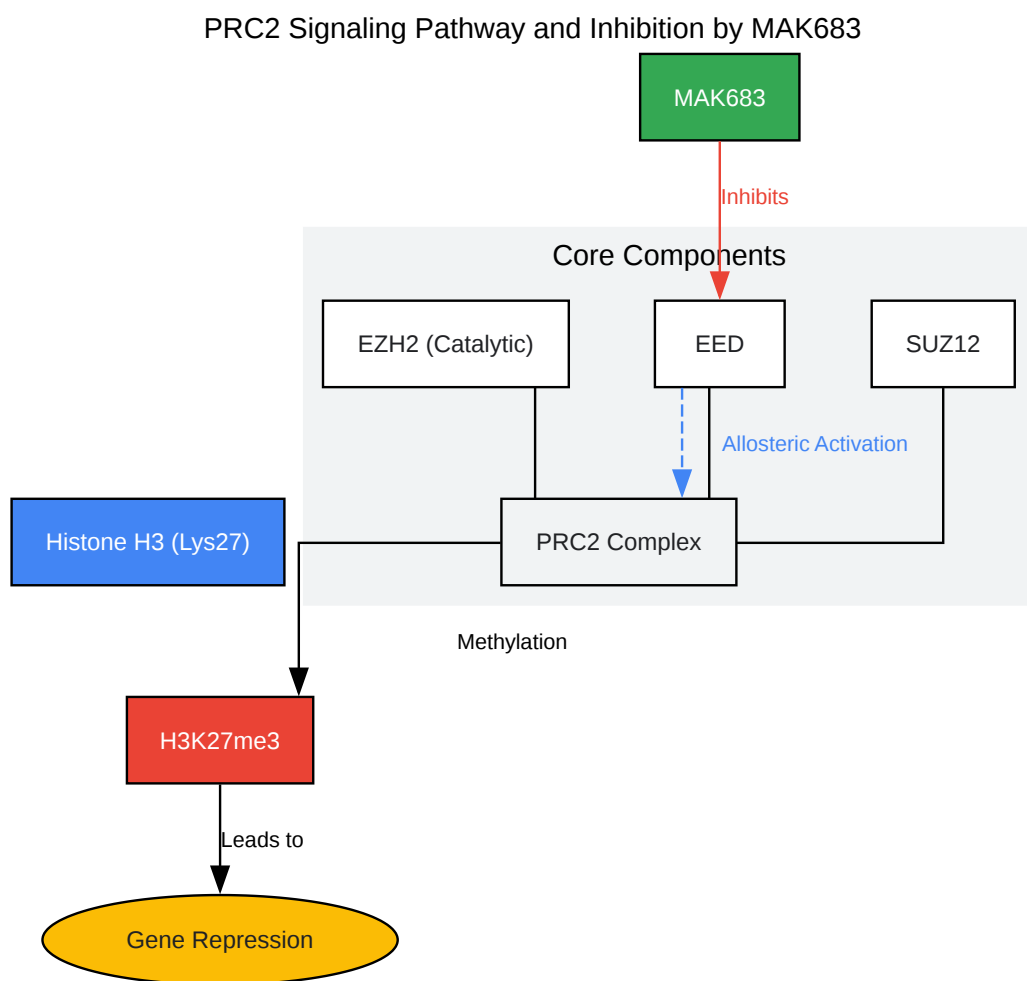 PRC2 Signaling Pathway and Inhibition by MAK683
MAK683
Inhibits
Core Components
EZH2 (Catalytic)
EED
SUZ12
Allosteric Activation
Histone H3 (Lys27)
PRC2 Complex
Methylation
H3K27me3
Leads to
Gene Repression